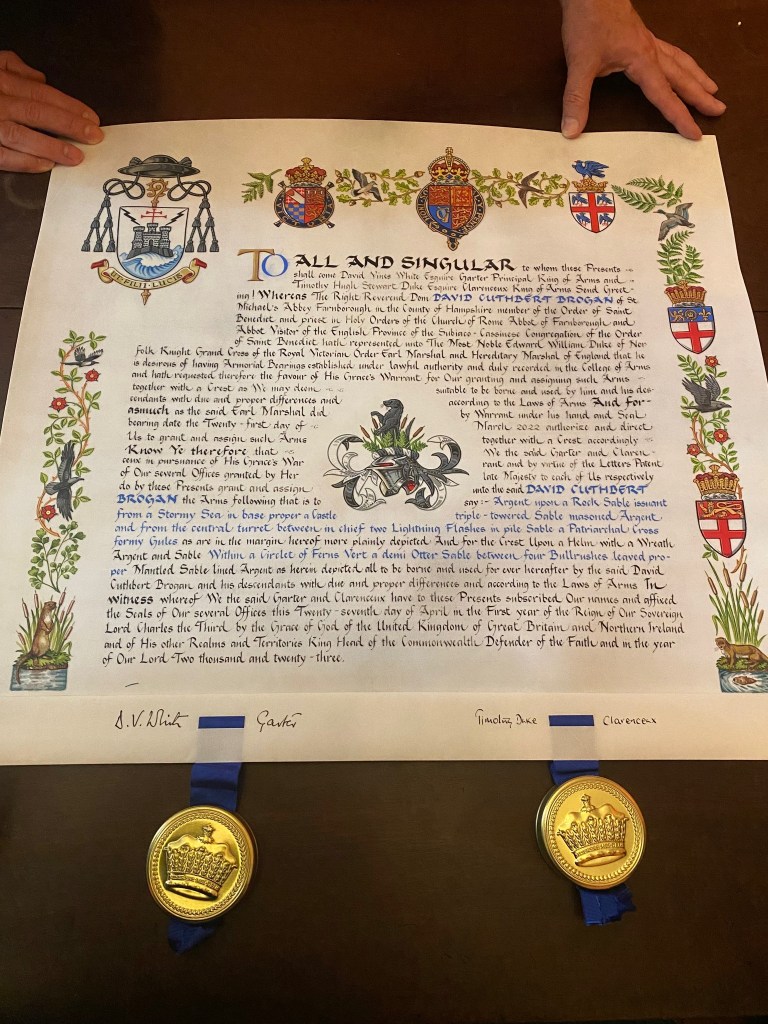 UT FILII LUCIS
TO ALL AND SINGULAR to whom these Presents
shall come David Vines White Esquire Garter Principal King of Arms and
Timothy Hugh Stewart Duke Esquire Clarenceux King of Arms Send Greet-
ing! Whereas The Right Reverend Dom DAVID CUTHBERT BROGAN of St.
Michael's Abbey Farnborough in the County of Hampshire member of the Order of Saint
Benedict and priest in Holy Orders of the Church of Rome Abbot of Farnborough and
Abbot Visitor of the English Province of the Subiaco-Cassinese Congregation of the Order
of Saint Benedict hath represented unto The Most Noble Edward William Duke of Nor
folk Knight Grand Cross of the Royal Victorian Order Earl Marshal and Hereditary Marshal of England that he
is desirous of having Armorial Bearings established under lawful authority and duly recorded in the College of Arms
and hath requested therefore the favour of His Grace's Warrant for Our granting and assigning such Arms
together with a Crest as We may deem suitable to be borne and used by him and his des-
cendants with due and proper differences and according to the Laws of Arms And for-
asmuch as the said Earl Marshal did by Warrant under his hand and Seal
bearing date the Twenty-first day of March 2022 authorize and direct
Us to grant and assign such Arms together with a Crest accordingly
Know Ye therefore that We the said Garter and Claren-
ceux in pursuance of His Grace's War rant and by virtue of the Letters Patent
of Our several Offices granted by Her late Majesty to each of Us respectively
do by these Presents grant and assign unto the said DAVID CUTHBERT
BROGAN the Arms following that is to say:- Argent upon a Rock Sable issuant
from a Stormy Sea in base proper a Castle triple-towered Sable masoned Argent
and from the central turret between in chief two Lightning Flashes in pile Sable a Patriarchal Cross
formy Gules as are in the margin hereof more plainly depicted And for the Crest Upon a Helm with a Wreath
Argent and Sable Within a Circlet of Ferns Vert a demi Otter Sable between four Bullrushes leaved pro-
per Mantled Sable lined Argent as herein depicted all to be borne and used for ever hereafter by the said David
Cuthbert Brogan and his descendants with due and proper differences and according to the Laws of Arms In
witness whereof We the said Garter and Clarenceux have to these Presents subscribed Our names and affixed
the Seals of Our several Offices this Twenty-seventh day of April in the First year of the Reign of Our Sovereign
Lord Charles the Third by the Grace of God of the United Kingdom of Great Britain and Northern Ireland
and of His other Realms and Territories King Head of the Commonwealth Defender of the Faith and in the year
of Our Lord Two thousand and twenty-three.
D.V. White Garter Timothy Duke Clarenceux